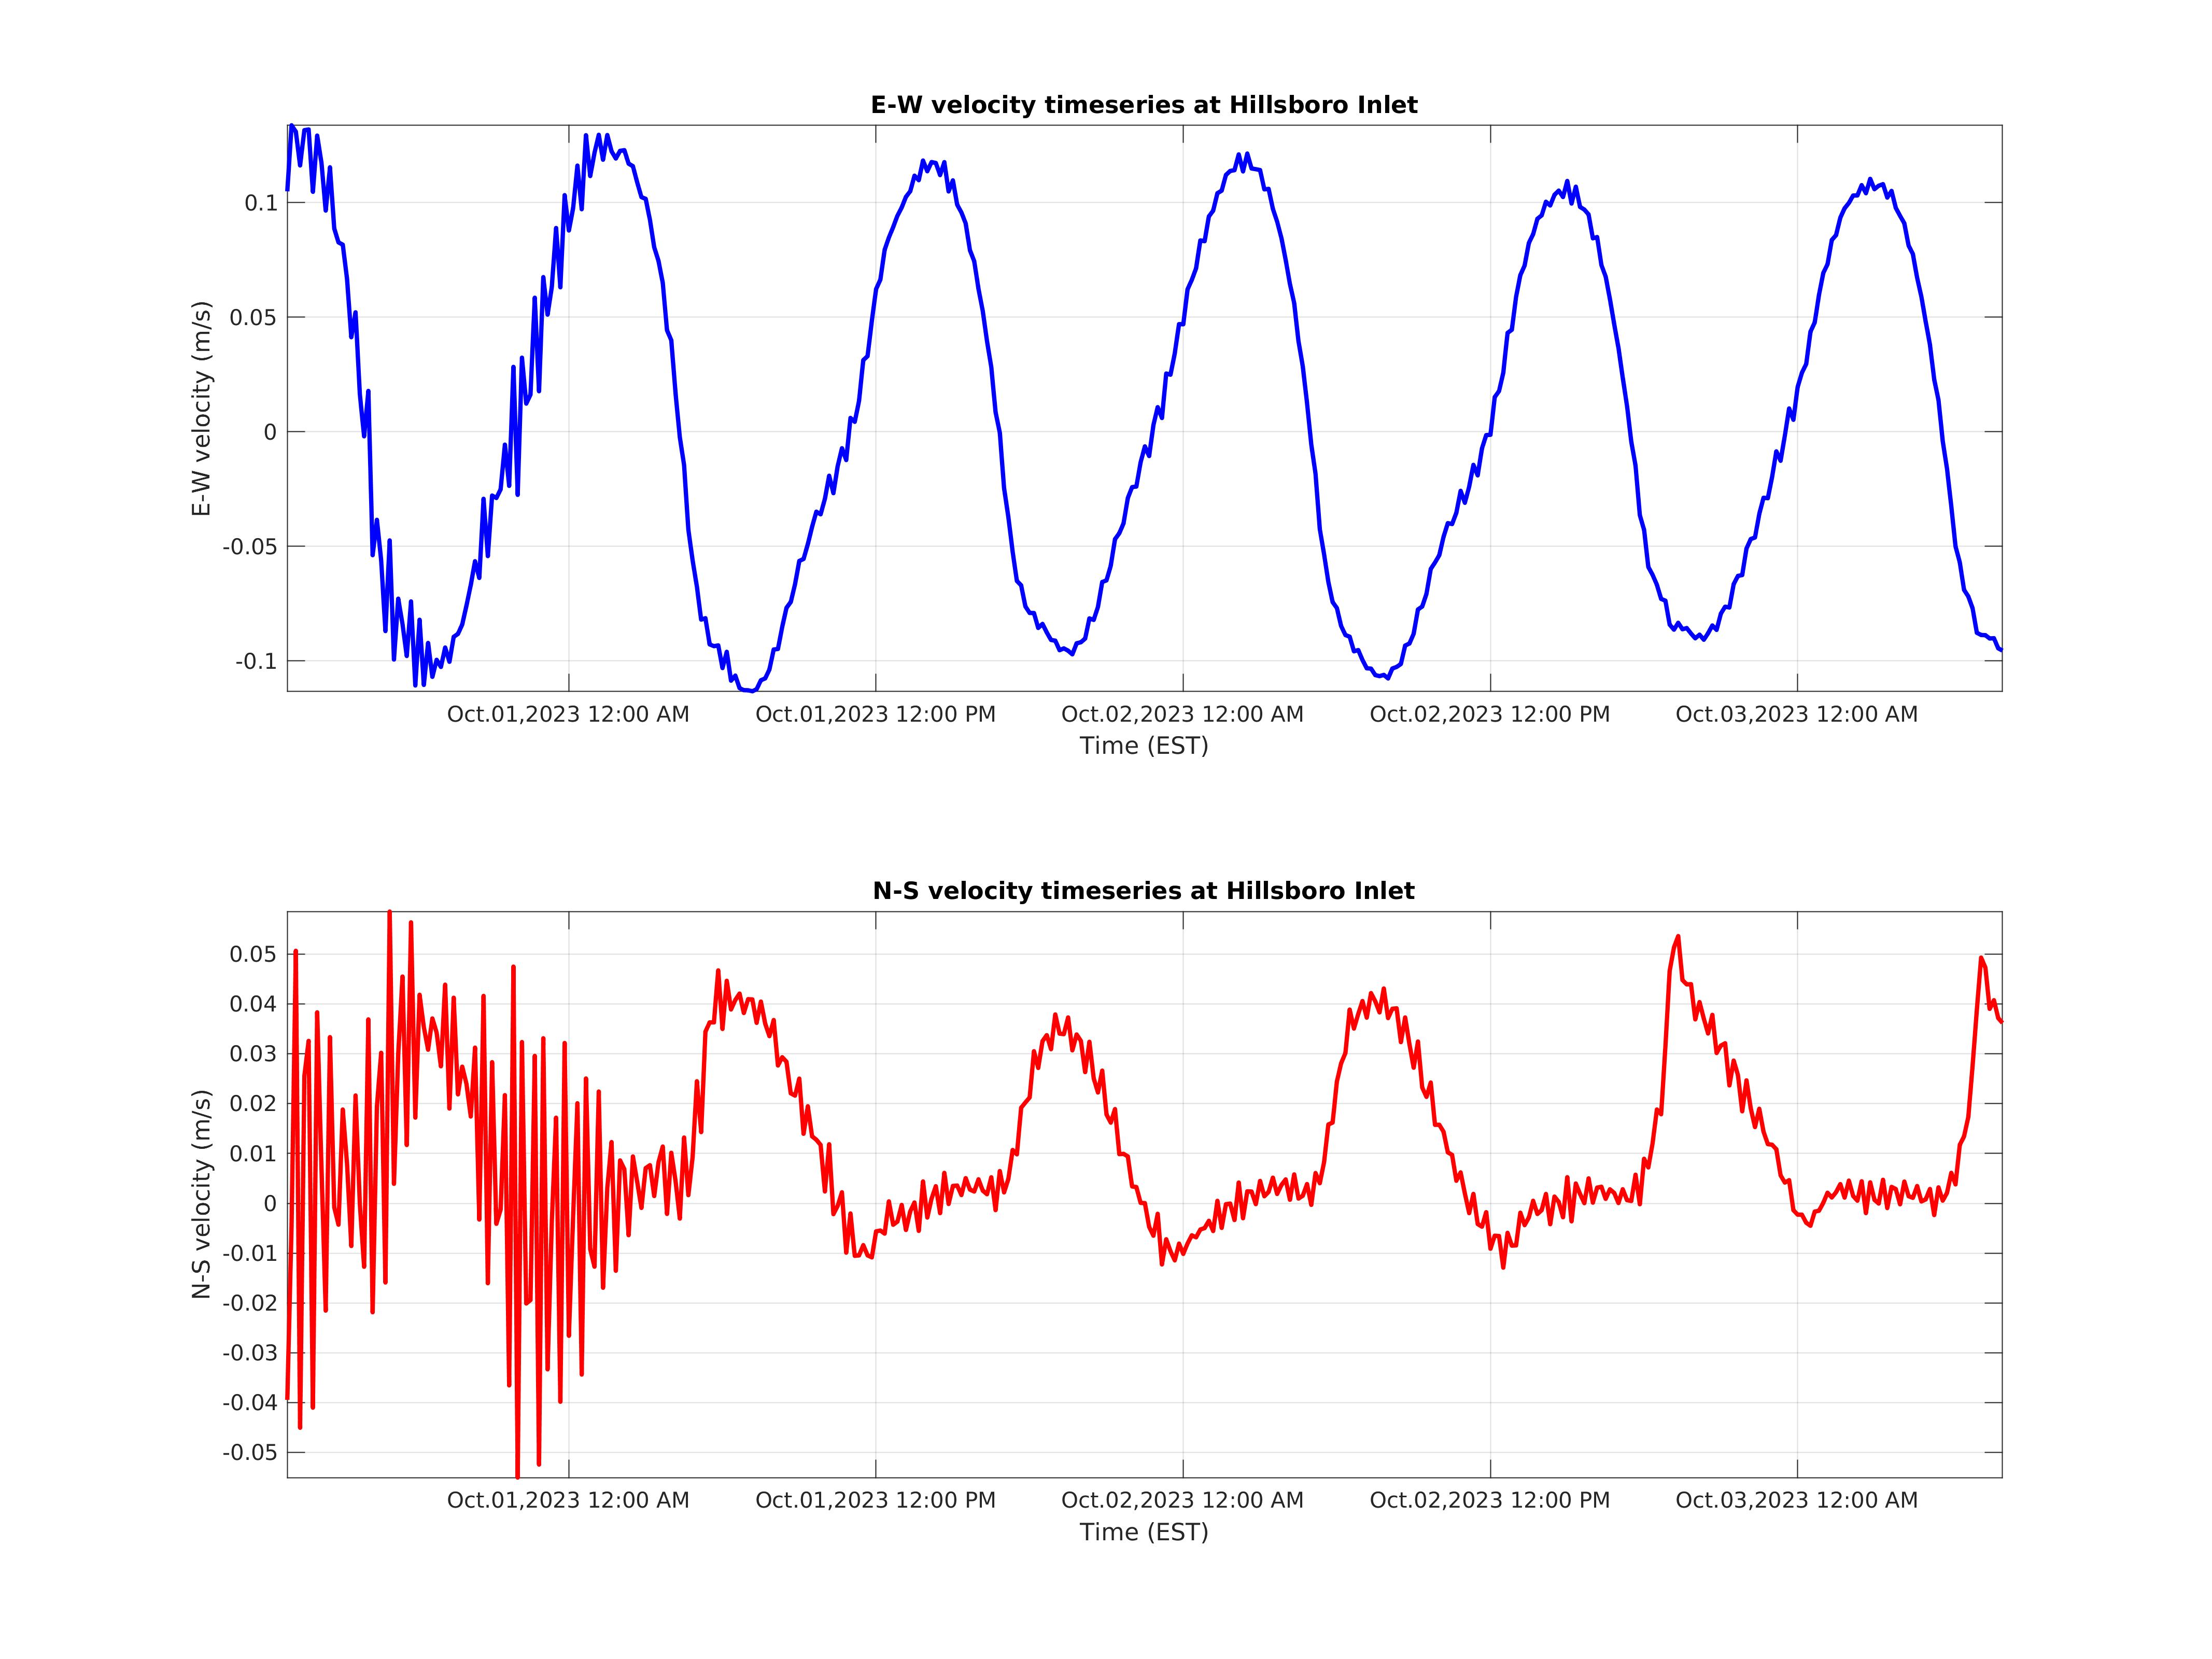 E-W velocity timeseries at Hillsboro Inlet
E-W velocity (m/s)
0.1
0.05
0
-0.05
-0.1
Oct.01,2023 12:00 AM Oct.01,2023 12:00 PM Oct.02,2023 12:00 AM Oct.02,2023 12:00 PM Oct.03,2023 12:00 AM
Time (EST)
N-S velocity timeseries at Hillsboro Inlet
N-S velocity (m/s)
0.05
0.04
0.03
0.02
0.01
0
-0.01
-0.02
-0.03
-0.04
-0.05
Oct.01,2023 12:00 AM Oct.01,2023 12:00 PM Oct.02,2023 12:00 AM Oct.02,2023 12:00 PM Oct.03,2023 12:00 AM
Time (EST)